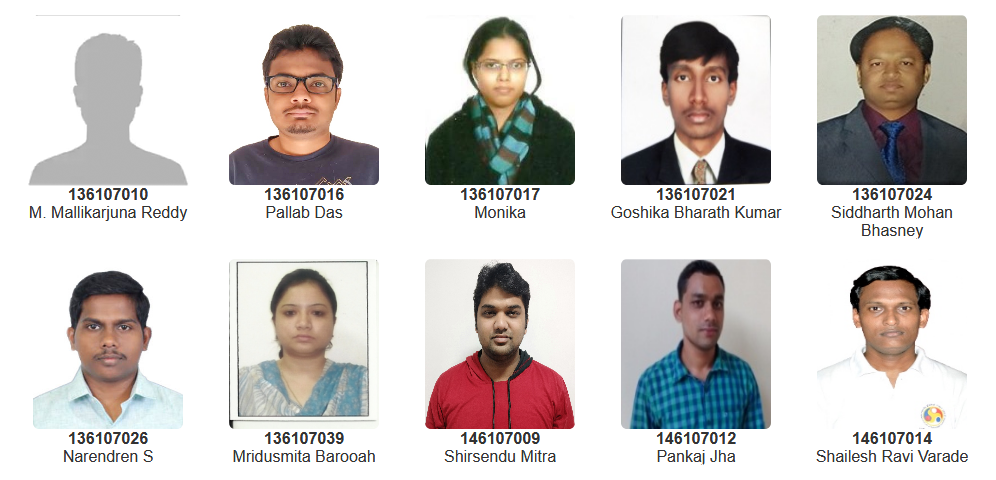 136107010
M. Mallikarjuna Reddy
136107016
Pallab Das
136107017
Monika
136107021
Goshika Bharath Kumar
136107024
Siddharth Mohan
Bhasney
136107026
Narendren S
136107039
Mridusmita Barooah
146107009
Shirsendu Mitra
146107012
Pankaj Jha
146107014
Shailesh Ravi Varade